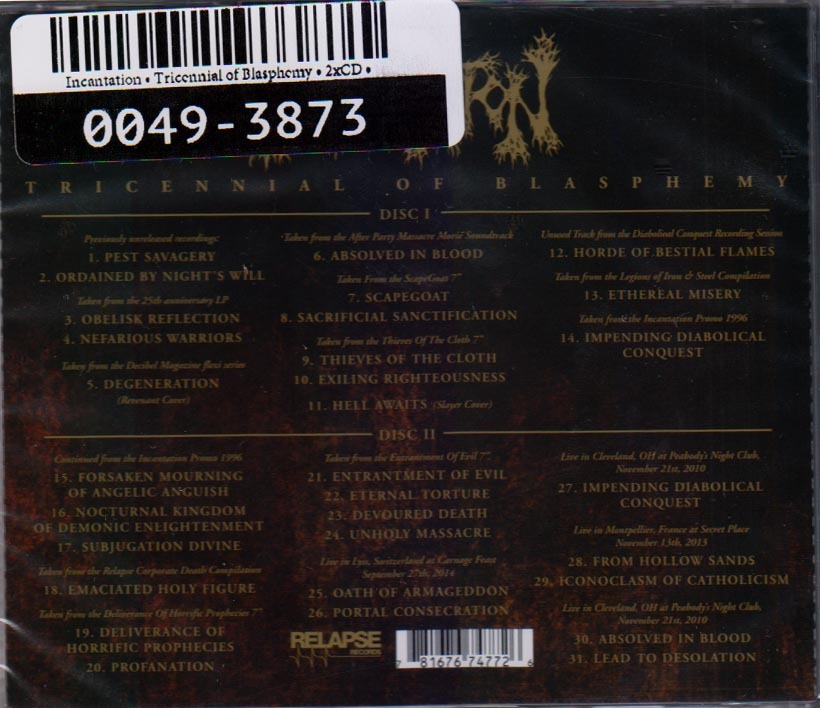 Incantation • Tricennial of Blasphemy • 2xCD •
0049-3873
TRICENNIAL OF BLASPHEMY
DISC I
Previously unreleased recordings:
1. PEST SAVAGERY
2. ORDAINED BY NIGHT'S WILL
Taken from the 25th anniversary LP
3. OBELISK REFLECTION
4. NEFARIOUS WARRIORS
Taken from the Decibel Magazine flexi series
5. DEGENERATION
(Revenant Cover)
Taken from the After Party Massacre Movie Soundtrack
6. ABSOLVED IN BLOOD
Taken From the ScapeGoat 7"
7. SCAPEGOAT
8. SACRIFICIAL SANCTIFICATION
Taken from the Thieves Of The Cloth 7"
9. THIEVES OF THE CLOTH
10. EXILING RIGHTEOUSNESS
11. HELL AWAITS (Slayer Cover)
Unused Track from the Diabolical Conquest Recording Session
12. HORDE OF BESTIAL FLAMES
Taken from the Legions of Iron & Steel Compilation
13. ETHEREAL MISERY
Taken from the Incantation Promo 1996
14. IMPENDING DIABOLICAL
CONQUEST
DISC II
Continued from the Incantation Promo 1996
15. FORSAKEN MOURNING
OF ANGELIC ANGUISH
16. NOCTURNAL KINGDOM
OF DEMONIC ENLIGHTENMENT
17. SUBJUGATION DIVINE
Taken from the Relapse Corporate Death Compilation
18. EMACIATED HOLY FIGURE
Taken from the Deliverance Of Horrific Prophecies 7"
19. DELIVERANCE OF
HORRIFIC PROPHECIES
20. PROFANATION
Taken from the Entrantment Of Evil 7"
21. ENTRANTMENT OF EVIL
22. ETERNAL TORTURE
23. DEVOURED DEATH
24. UNHOLY MASSACRE
Live in Lyss, Switzerland at Carnage Feast
September 27th, 2014
25. OATH OF ARMAGEDDON
26. PORTAL CONSECRATION
Live in Cleveland, OH at Peabody's Night Club,
November 21st, 2010
27. IMPENDING DIABOLICAL
CONQUEST
Live in Montpellier, France at Secret Place
November 13th, 2013
28. FROM HOLLOW SANDS
29. ICONOCLASM OF CATHOLICISM
Live in Cleveland, OH at Peabody's Night Club,
November 21st, 2010
30. ABSOLVED IN BLOOD
31. LEAD TO DESOLATION
RELAPSE
RECORDS
7 81676 74772 6